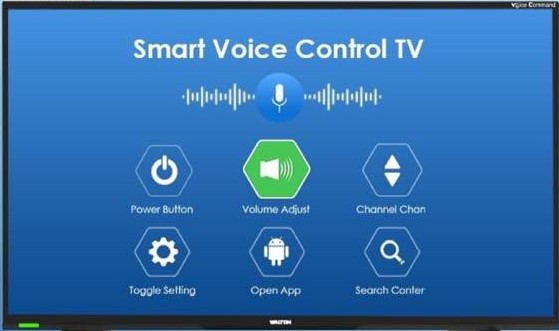 Voice Command
Smart Voice Control TV
Power Button
Volume Adjust
Channel Chan
Toggle Setting
Open App
Search Conter
WALTON